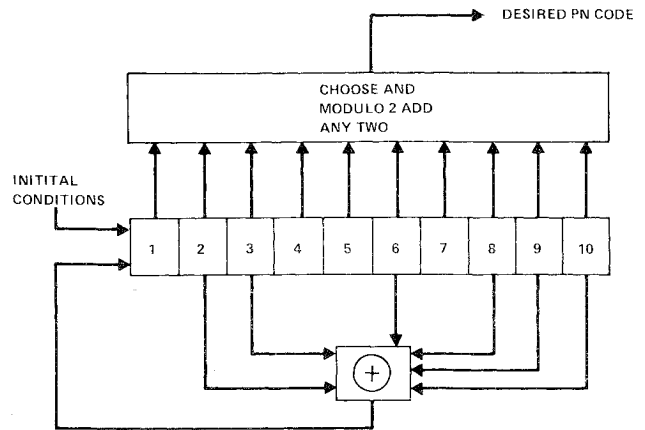 DESIRED PN CODE
CHOOSE AND
MODULO 2 ADD
ANY TWO
INITITAL
CONDITIONS
1 2 3 4 5 6 7 8 9 10
+